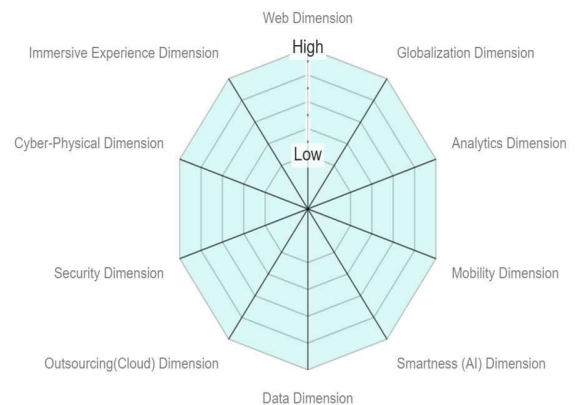 Web Dimension
High
Immersive Experience Dimension
Globalization Dimension
Cyber-Physical Dimension
Analytics Dimension
Low
Security Dimension
Mobility Dimension
Outsourcing(Cloud) Dimension
Smartness (AI) Dimension
Data Dimension